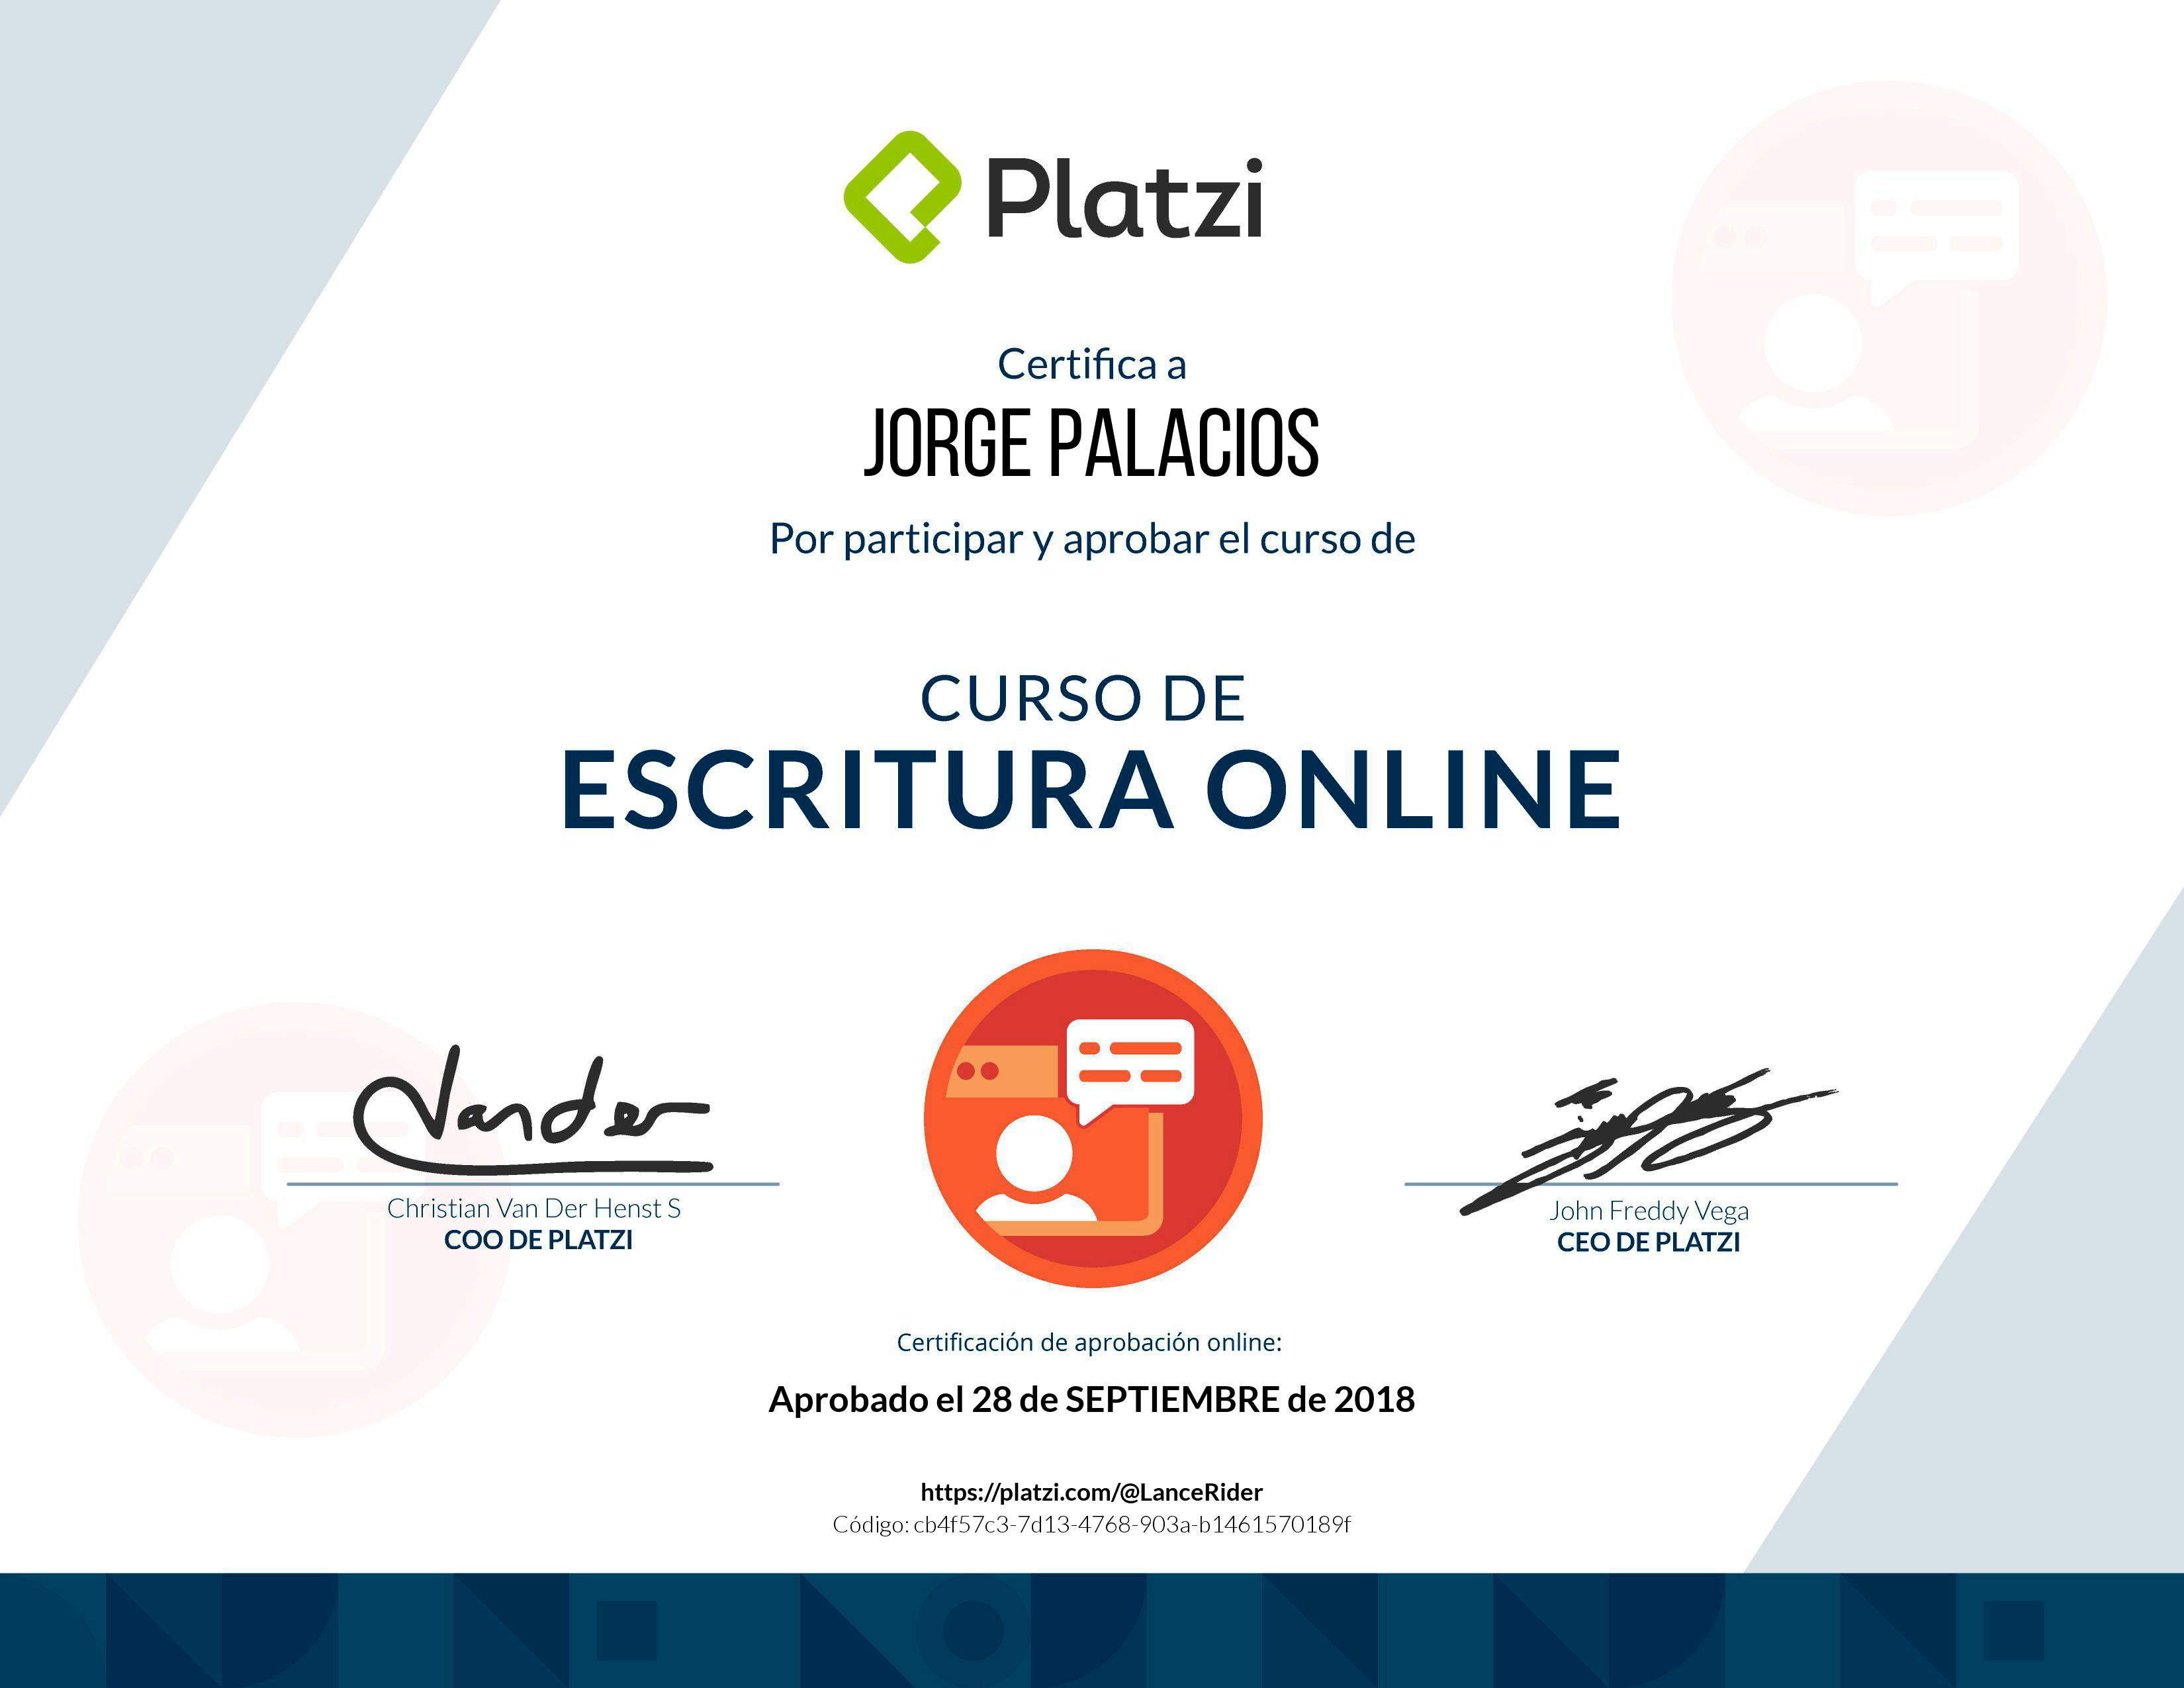 Platzi
Certifica a
JORGE PALACIOS
Por participar y aprobar el curso de
CURSO DE
ESCRITURA ONLINE
Vander
Christian Van Der Henst S
COO DE PLATZI
John Freddy Vega
CEO DE PLATZI
Certificación de aprobación online:
Aprobado el 28 de SEPTIEMBRE de 2018
https://platzi.com/@LanceRider
Código: cb4f57c3-7d13-4768-903a-b1461570189f